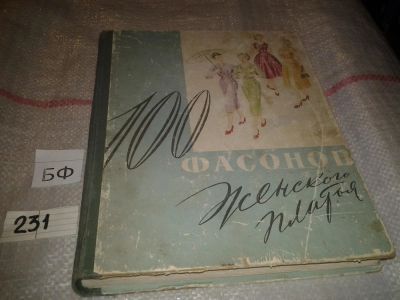 100
ФАСОНОВ
женского
платья
БФ
231